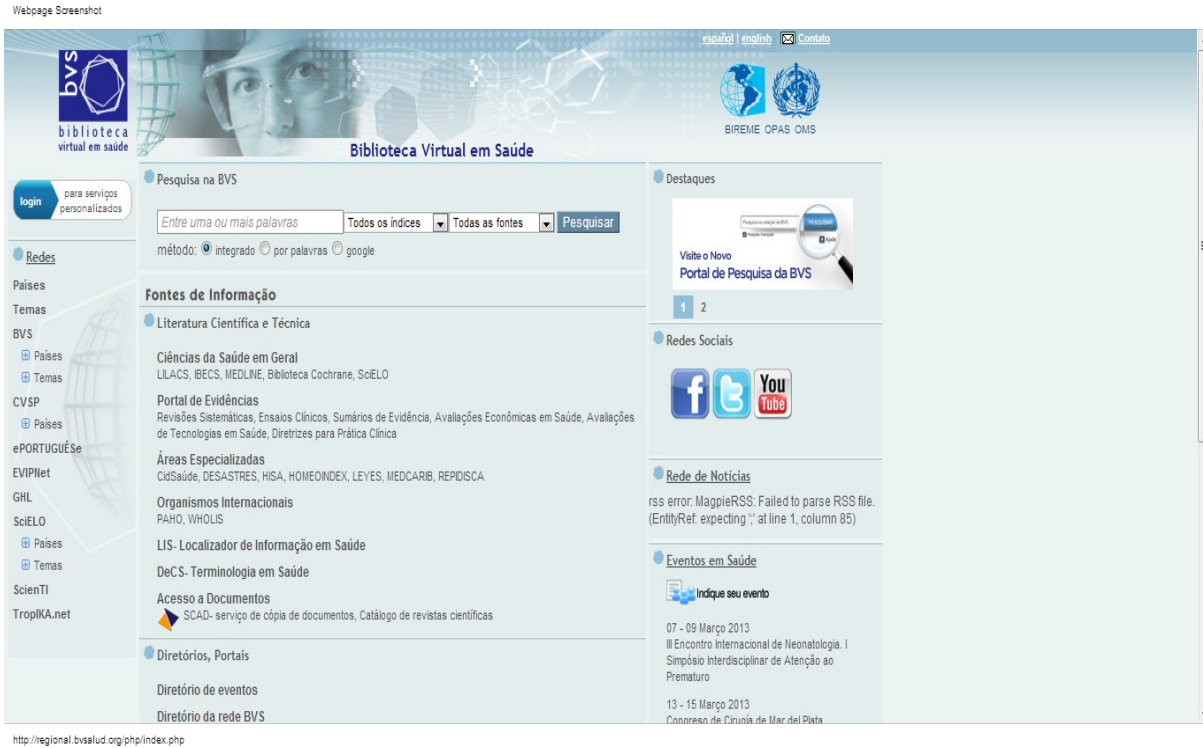 Webpage Screenshot
español | english Contato
bvs
biblioteca
virtual em saúde
BIREME OPAS OMS
Biblioteca Virtual em Saúde
login
para serviços
personalizados
Redes
Países
Temas
BVS
Países
Temas
CVSP
Países
ePORTUGUÊSe
EVIPNet
GHL
SciELO
Países
Temas
ScienTI
TropIKA.net
Pesquisa na BVS
Entre uma ou mais palavras
Todos os índices
Todas as fontes
Pesquisar
método: integrado por palavras google
Fontes de Informação
Literatura Científica e Técnica
Ciências da Saúde em Geral
LILACS, IBECS, MEDLINE, Biblioteca Cochrane, SciELO
Portal de Evidências
Revisões Sistemáticas, Ensaios Clínicos, Sumários de Evidência, Avaliações Econômicas em Saúde, Avaliações
de Tecnologias em Saúde, Diretrizes para Prática Clínica
Áreas Especializadas
CidSaúde, DESASTRES, HISA, HOMEOINDEX, LEYES, MEDCARIB, REPIDISCA
Organismos Internacionais
PAHO, WHOLIS
LIS- Localizador de Informação em Saúde
DeCS- Terminologia em Saúde
Acesso a Documentos
SCAD- serviço de cópia de documentos, Catálogo de revistas científicas
Diretórios, Portais
Diretório de eventos
Diretório da rede BVS
Destaques
PESQUISAR
Ajuda
Visite o Novo
Portal de Pesquisa da BVS
1 2
Redes Sociais
You
Tube
Rede de Notícias
rss error: MagpieRSS: Failed to parse RSS file.
(EntityRef: expecting ';' at line 1, column 85)
Eventos em Saúde
Indique seu evento
07 - 09 Março 2013
III Encontro Internacional de Neonatologia. I
Simpósio Interdisciplinar de Atenção ao
Prematuro
13 - 15 Março 2013
Congreso de Cirugía de Mar del Plata
http://regional.bvsalud.org/php/index.php